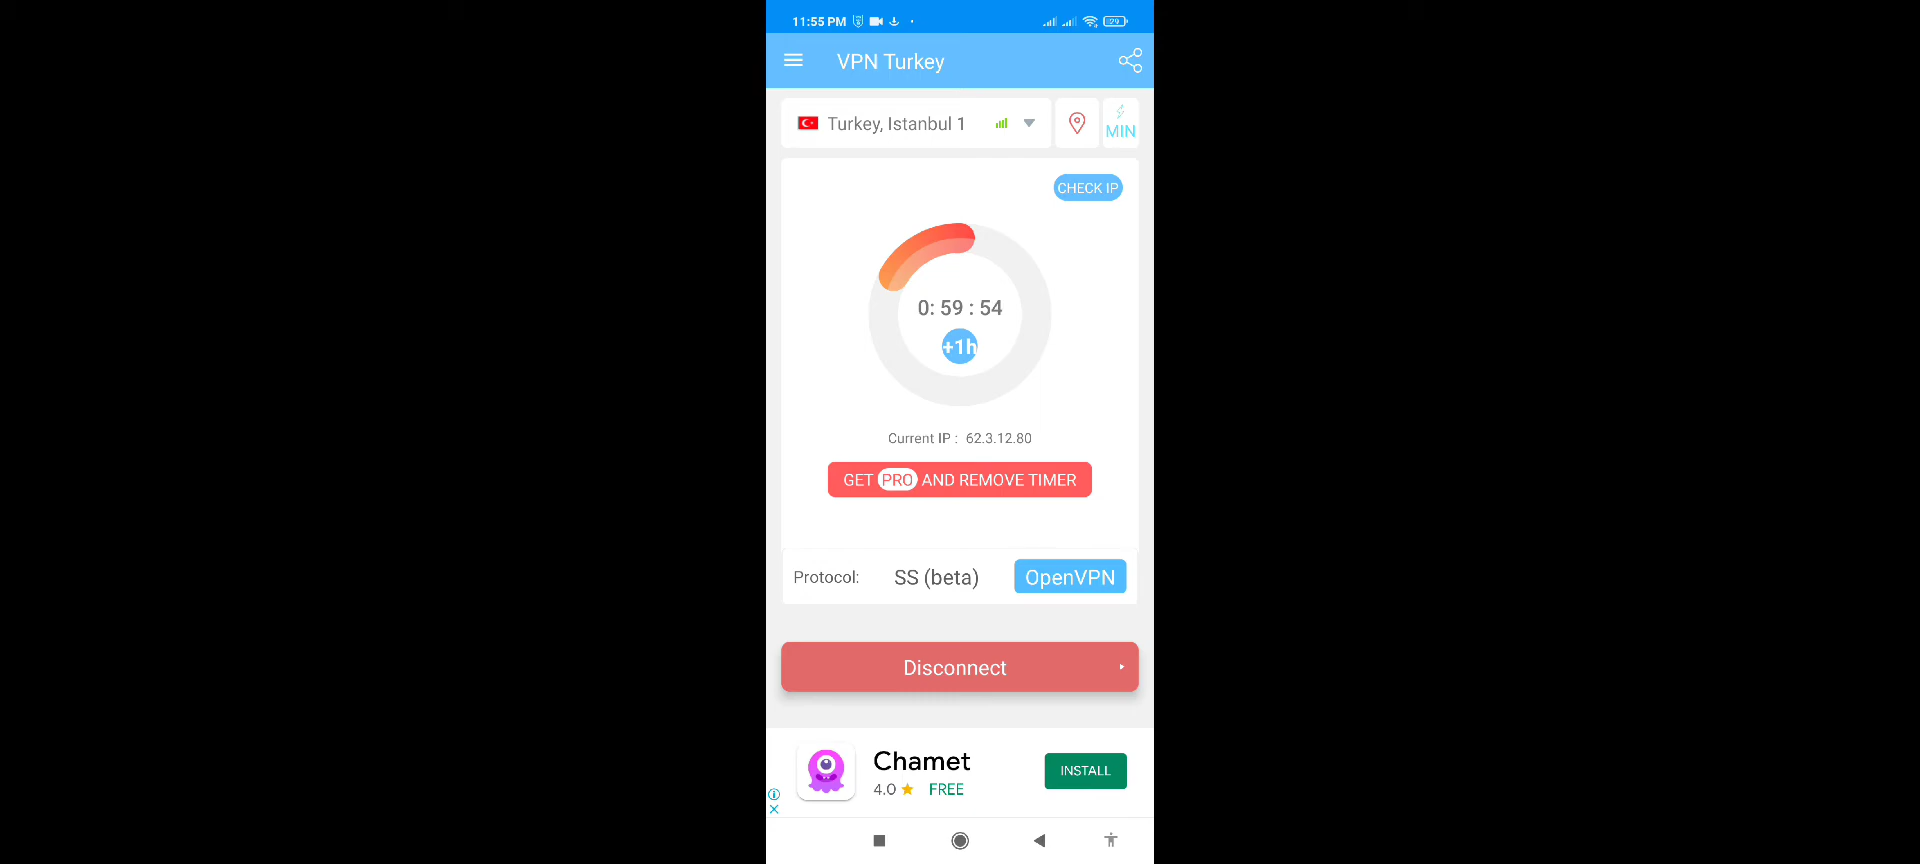 11:55 PM
29
VPN Turkey
Turkey, Istanbul 1
MIN
CHECK IP
0: 59 : 54
+1h
Current IP : 62.3.12.80
GET PRO AND REMOVE TIMER
Protocol: SS (beta) OpenVPN
Disconnect
Chamet
4.0 FREE
INSTALL